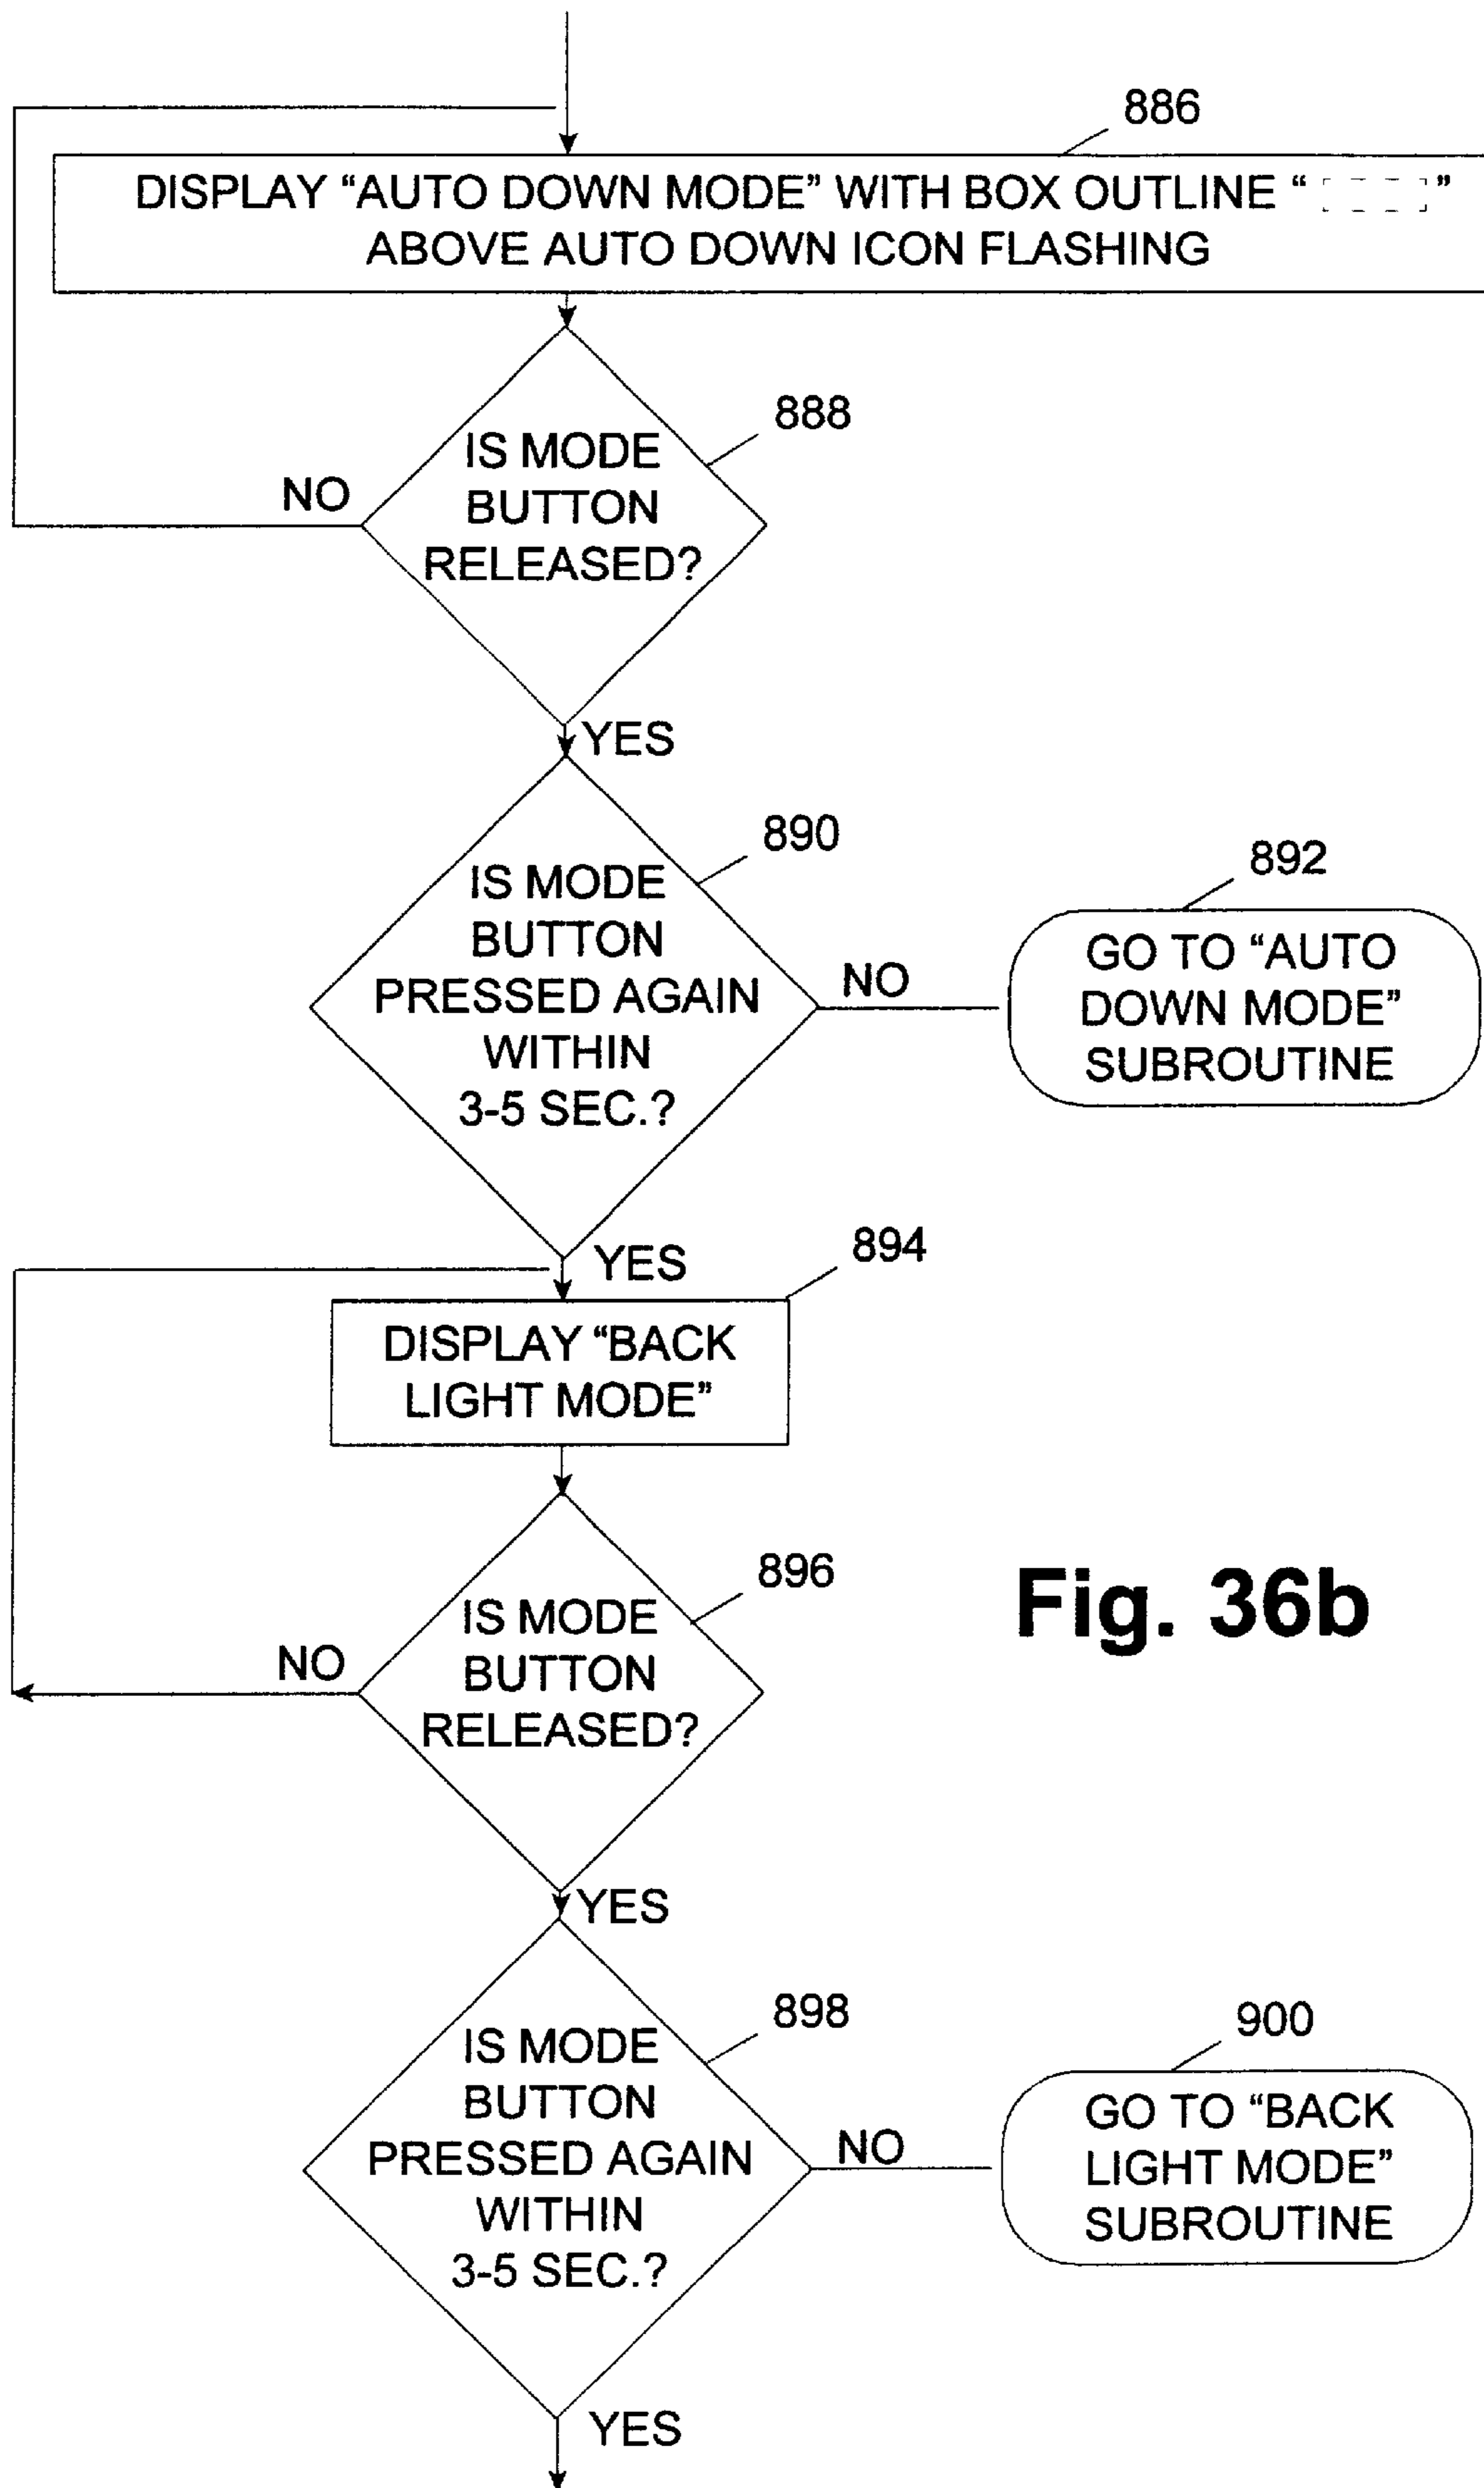 886
DISPLAY “AUTO DOWN MODE” WITH BOX OUTLINE “ ”
ABOVE AUTO DOWN ICON FLASHING
888
IS MODE
BUTTON
RELEASED?
NO
YES
890
IS MODE
BUTTON
PRESSED AGAIN
WITHIN
3-5 SEC.?
NO
892
GO TO “AUTO
DOWN MODE”
SUBROUTINE
YES
894
DISPLAY “BACK
LIGHT MODE”
896
IS MODE
BUTTON
RELEASED?
NO
Fig. 36b
YES
898
IS MODE
BUTTON
PRESSED AGAIN
WITHIN
3-5 SEC.?
NO
900
GO TO “BACK
LIGHT MODE”
SUBROUTINE
YES